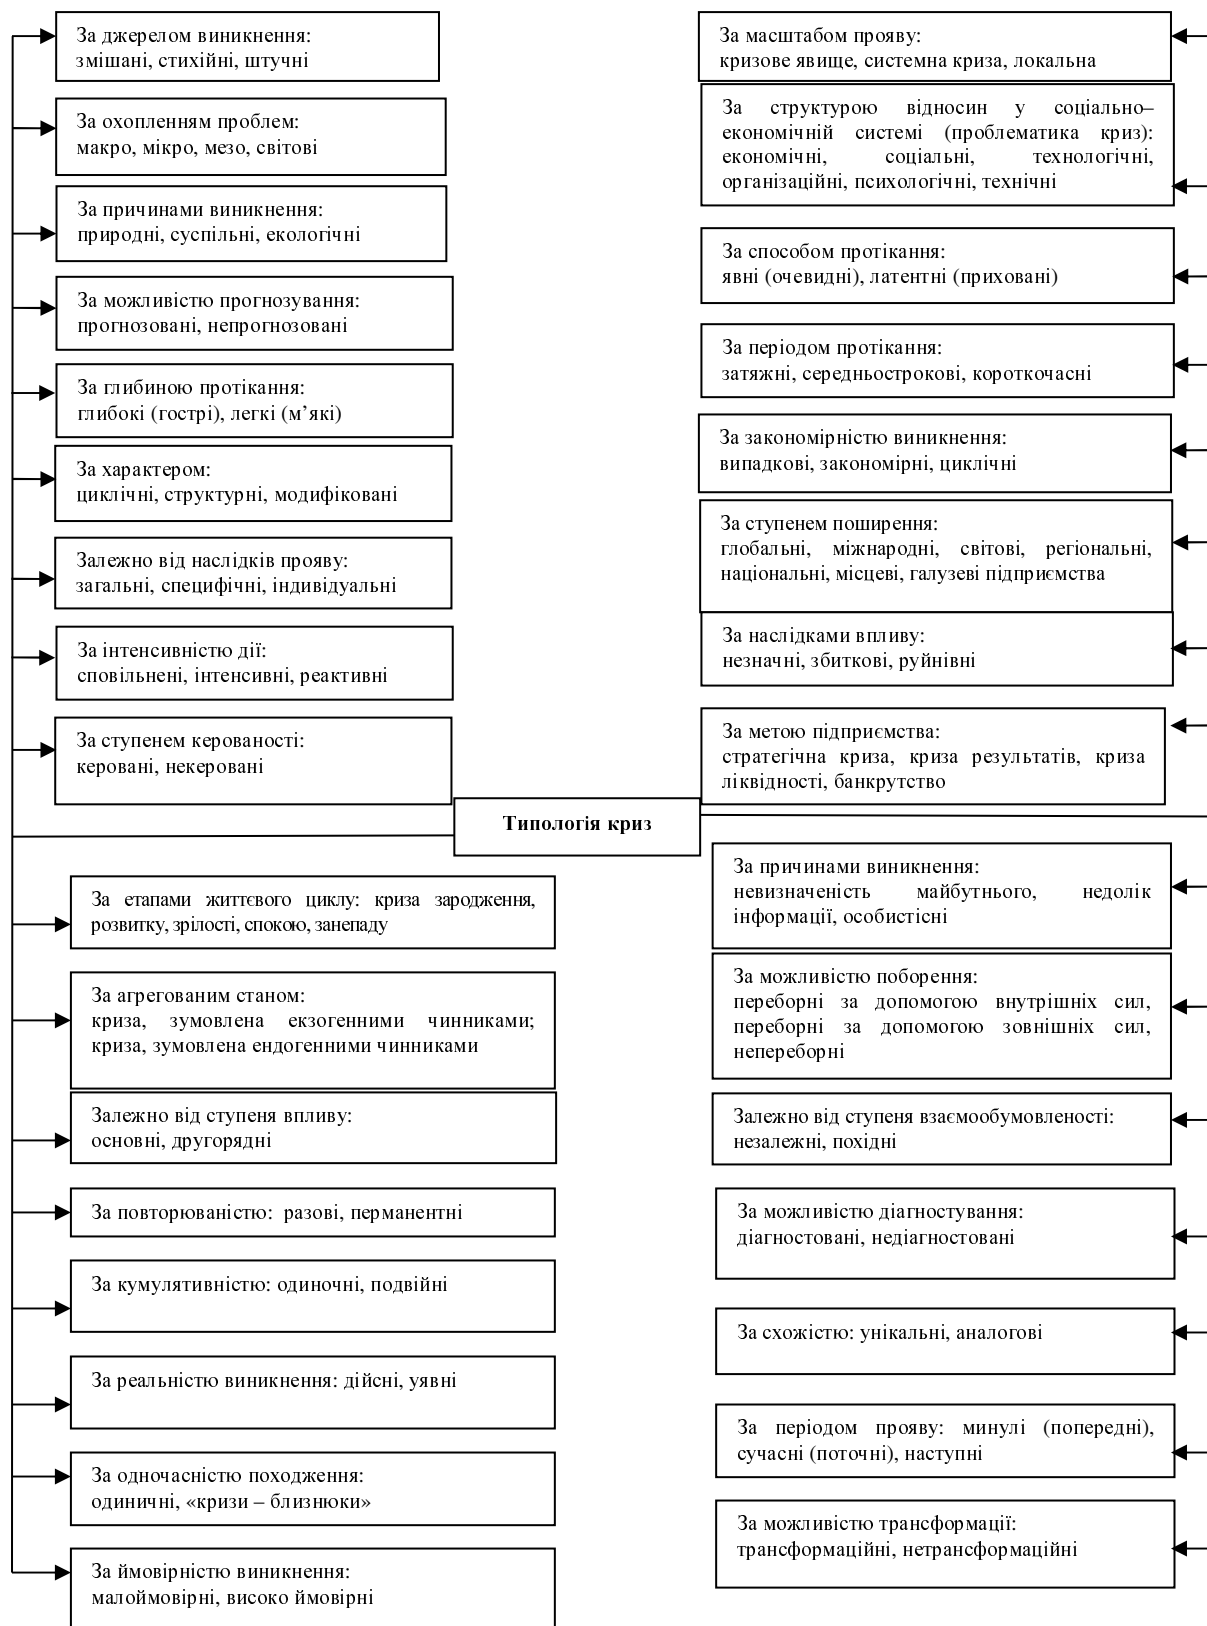 За джерелом виникнення:
змішані, стихійні, штучні
За охопленням проблем:
макро, мікро, мезо, світові
За причинами виникнення:
природні, суспільні, екологічні
За можливістю прогнозування:
прогнозовані, непрогнозовані
За глибиною протікання:
глибокі (гострі), легкі (м’які)
За характером:
циклічні, структурні, модифіковані
Залежно від наслідків прояву:
загальні, специфічні, індивідуальні
За інтенсивністю дії:
сповільнені, інтенсивні, реактивні
За ступенем керованості:
керовані, некеровані
За масштабом прояву:
кризове явище, системна криза, локальна
За структурою відносин у соціально–
економічній системі (проблематика криз):
економічні, соціальні, технологічні,
організаційні, психологічні, технічні
За способом протікання:
явні (очевидні), латентні (приховані)
За періодом протікання:
затяжні, середньострокові, короткочасні
За закономірністю виникнення:
випадкові, закономірні, циклічні
За ступенем поширення:
глобальні, міжнародні, світові, регіональні,
національні, місцеві, галузеві підприємства
За наслідками впливу:
незначні, збиткові, руйнівні
За метою підприємства:
стратегічна криза, криза результатів, криза
ліквідності, банкрутство
Типологія криз
За етапами життєвого циклу: криза зародження,
розвитку, зрілості, спокою, занепаду
За агрегованим станом:
криза, зумовлена екзогенними чинниками;
криза, зумовлена ендогенними чинниками
Залежно від ступеня впливу:
основні, другорядні
За повторюваністю: разові, перманентні
За кумулятивністю: одиночні, подвійні
За реальністю виникнення: дійсні, уявні
За одночасністю походження:
одиничні, «кризи – близнюки»
За ймовірністю виникнення:
малоймовірні, високо ймовірні
За причинами виникнення:
невизначеність майбутнього, недолік
інформації, особистісні
За можливістю поборення:
переборні за допомогою внутрішніх сил,
переборні за допомогою зовнішніх сил,
непереборні
Залежно від ступеня взаємообумовленості:
незалежні, похідні
За можливістю діагностування:
діагностовані, недіагностовані
За схожістю: унікальні, аналогові
За періодом прояву: минулі (попередні),
сучасні (поточні), наступні
За можливістю трансформації:
трансформаційні, нетрансформаційні